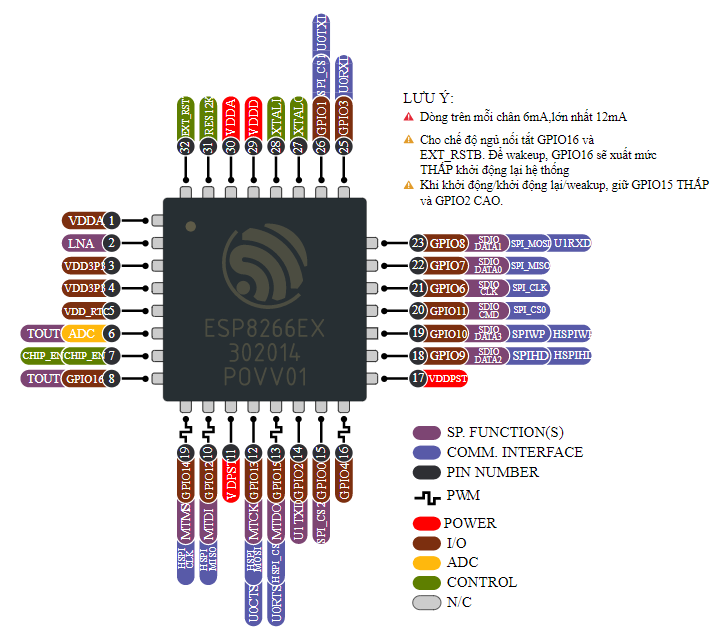 U0TXD
SPI_CS1
U0RXD
EXT_RST
RES12K
VDDA
VDDD
XTALI
XTALO
GPIO1
GPIO3
32
31
30
29
28
27
26
25
LƯU Ý:
Dòng trên mỗi chân 6mA,lớn nhất 12mA
Cho chế độ ngủ nối tắt GPIO16 và
EXT_RSTB. Để wakeup, GPIO16 sẽ xuất mức
THẤP khởi động lại hệ thống
Khi khởi động/khởi động lại/weakup, giữ GPIO15 THẤP
và GPIO2 CAO.
VDDA 1
LNA 2
VDD3P3 3
VDD3P3 4
VDD_RTC 5
TOUT ADC 6
CHIP_EN CHIP_EN 7
TOUT GPIO16 8
ESP8266EX
302014
P0VV01
23 GPIO8 SDIO DATA1 SPI_MOSI U1RXD
22 GPIO7 SDIO DATA0 SPI_MISO
21 GPIO6 SDIO CLK SPI_CLK
20 GPIO11 SDIO CMD SPI_CS0
19 GPIO10 SDIO DATA3 SPIWP HSPIWP
18 GPIO9 SDIO DATA2 SPIHD HSPIHD
17 VDDPST
19
10
11
12
13
14
15
16
GPIO14
GPIO12
VDPST
GPIO13
GPIO15
GPIO2
GPIO0
GPIO4
MTMS
MTDI
MTCK
MTDO
U1TXD
SPI_CS2
HSPI CLK
HSPI MISO
HSPI MOSI
HSPI_CS
U0CTS
U0RTS
SP. FUNCTION(S)
COMM. INTERFACE
PIN NUMBER
PWM
POWER
I/O
ADC
CONTROL
N/C